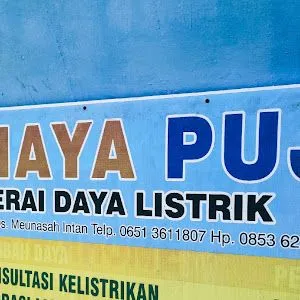 HAYA PUJ
ERAI DAYA LISTRIK
s. Meunasah Intan Telp. 0651 3611807 Hp. 0853 62
NSULTASI KELISTRIKAN